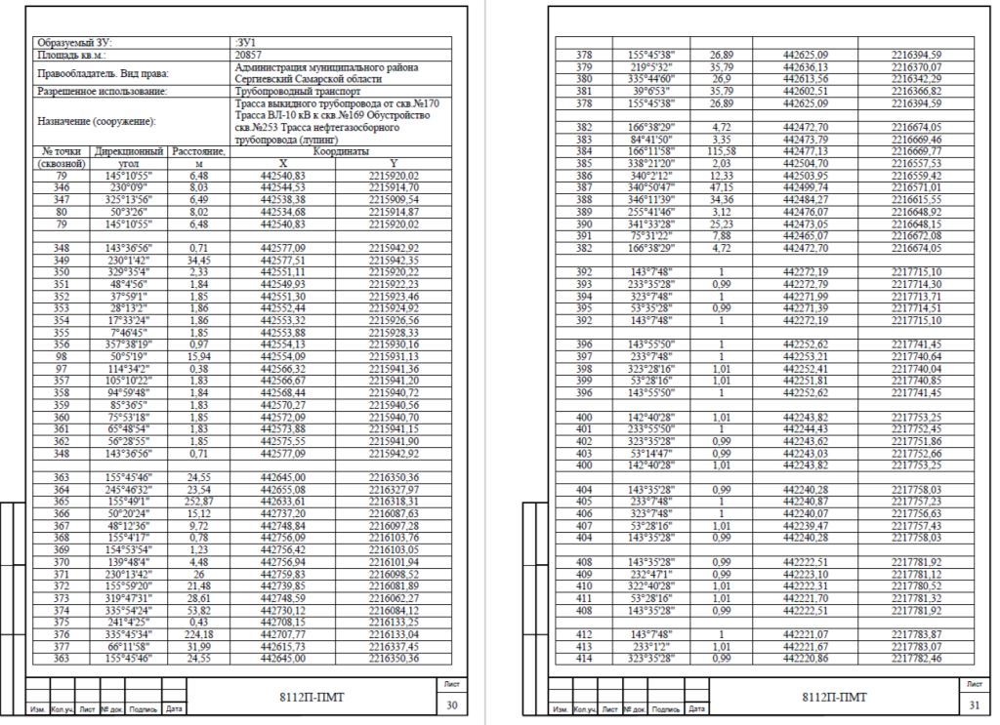 Образуемый ЗУ: :ЗУ1
Площадь кв.м.: 20857
Правообладатель. Вид права: Администрация муниципального района
Сергиевский Самарской области
Разрешенное использование: Трубопроводный транспорт
Назначение (сооружение): Трасса выкидного трубопровода от скв.№170
Трасса ВЛ-10 кВ к скв.№169 Обустройство
скв.№253 Трасса нефтегазосборного
трубопровода (лупинг)
№ точки Дирекционный Расстояние, Координаты
(сквозной) угол м X Y
79 145°10'55" 6,48 442540,83 2215920,02
346 230°0'9" 8,03 442544,53 2215914,70
347 325°13'56" 6,49 442538,38 2215909,54
80 50°3'26" 8,02 442534,68 2215914,87
79 145°10'55" 6,48 442540,83 2215920,02
348 143°36'56" 0,71 442577,09 2215942,92
349 230°1'42" 34,45 442577,51 2215942,35
350 329°35'4" 2,33 442551,11 2215920,22
351 48°4'56" 1,84 442549,93 2215922,23
352 37°59'1" 1,85 442551,30 2215923,46
353 28°13'2" 1,86 442552,44 2215924,92
354 17°33'24" 1,86 442553,32 2215926,56
355 7°46'45" 1,85 442553,88 2215928,33
356 357°38'19" 0,97 442554,13 2215930,16
98 50°5'19" 15,94 442554,09 2215931,13
97 114°34'2" 0,38 442566,32 2215941,36
357 105°10'22" 1,83 442566,67 2215941,20
358 94°59'48" 1,84 442568,44 2215940,72
359 85°36'5" 1,83 442570,27 2215940,56
360 75°53'18" 1,85 442572,09 2215940,70
361 65°48'54" 1,83 442573,88 2215941,15
362 56°28'55" 1,85 442575,55 2215941,90
348 143°36'56" 0,71 442577,09 2215942,92
363 155°45'46" 24,55 442645,00 2216350,36
364 245°46'32" 23,54 442655,08 2216327,97
365 155°49'1" 252,87 442633,61 2216318,31
366 50°20'24" 15,12 442737,20 2216087,63
367 48°12'36" 9,72 442748,84 2216097,28
368 155°4'17" 0,78 442756,09 2216103,76
369 154°53'54" 1,23 442756,42 2216103,05
370 139°48'4" 4,48 442756,94 2216101,94
371 230°13'42" 26 442759,83 2216098,52
372 155°59'20" 21,48 442739,85 2216081,89
373 319°47'31" 28,61 442748,59 2216062,27
374 335°54'24" 53,82 442730,12 2216084,12
375 241°4'25" 0,43 442708,15 2216133,25
376 335°45'34" 224,18 442707,77 2216133,04
377 66°11'58" 31,99 442615,73 2216337,45
363 155°45'46" 24,55 442645,00 2216350,36
Изм. Кол.уч. Лист № док. Подпись Дата
8112П-ПМТ
Лист
30
378 155°45'38" 26,89 442625,09 2216394,59
379 219°5'32" 35,79 442636,13 2216370,07
380 335°44'60" 26,9 442613,56 2216342,29
381 39°6'53" 35,79 442602,51 2216366,82
378 155°45'38" 26,89 442625,09 2216394,59
382 166°38'29" 4,72 442472,70 2216674,05
383 84°41'50" 3,35 442473,79 2216669,46
384 166°11'58" 115,58 442477,13 2216669,77
385 338°21'20" 2,03 442504,70 2216557,53
386 340°2'12" 12,33 442503,95 2216559,42
387 340°50'47" 47,15 442499,74 2216571,01
388 346°11'39" 34,36 442484,27 2216615,55
389 255°41'46" 3,12 442476,07 2216648,92
390 341°33'28" 25,23 442473,05 2216648,15
391 75°31'22" 7,88 442465,07 2216672,08
382 166°38'29" 4,72 442472,70 2216674,05
392 143°7'48" 1 442272,19 2217715,10
393 233°35'28" 0,99 442272,79 2217714,30
394 323°7'48" 1 442271,99 2217713,71
395 53°35'28" 0,99 442271,39 2217714,51
392 143°7'48" 1 442272,19 2217715,10
396 143°55'50" 1 442252,62 2217741,45
397 233°7'48" 1 442253,21 2217740,64
398 323°28'16" 1,01 442252,41 2217740,04
399 53°28'16" 1,01 442251,81 2217740,85
396 143°55'50" 1 442252,62 2217741,45
400 142°40'28" 1,01 442243,82 2217753,25
401 233°55'50" 1 442244,43 2217752,45
402 323°35'28" 0,99 442243,62 2217751,86
403 53°14'47" 0,99 442243,03 2217752,66
400 142°40'28" 1,01 442243,82 2217753,25
404 143°35'28" 0,99 442240,28 2217758,03
405 233°7'48" 1 442240,87 2217757,23
406 323°7'48" 1 442240,07 2217756,63
407 53°28'16" 1,01 442239,47 2217757,43
404 143°35'28" 0,99 442240,28 2217758,03
408 143°35'28" 0,99 442222,51 2217781,92
409 232°47'1" 0,99 442223,10 2217781,12
410 322°40'28" 1,01 442222,31 2217780,52
411 53°28'16" 1,01 442221,70 2217781,32
408 143°35'28" 0,99 442222,51 2217781,92
412 143°7'48" 1 442221,07 2217783,87
413 233°1'2" 1,01 442221,67 2217783,07
414 323°35'28" 0,99 442220,86 2217782,46
Изм. Кол.уч. Лист № док. Подпись Дата
8112П-ПМТ
Лист
31